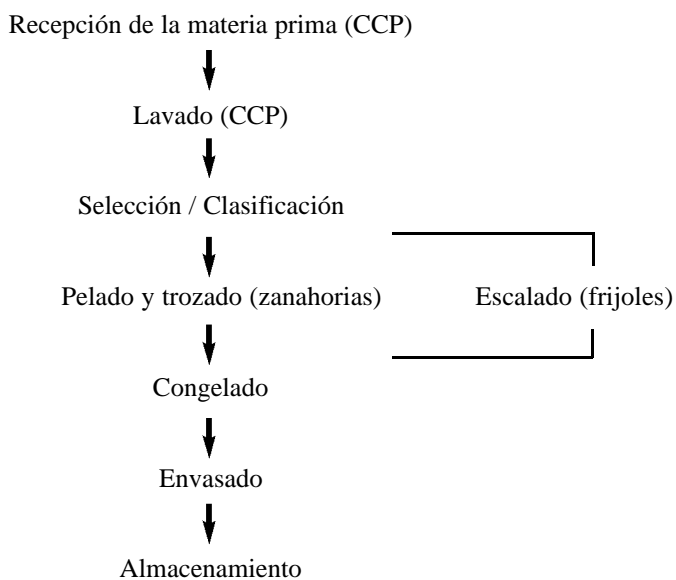 Recepción de la materia prima (CCP)
Lavado (CCP)
Selección / Clasificación
Pelado y trozado (zanahorias)
Escalado (frijoles)
Congelado
Envasado
Almacenamiento